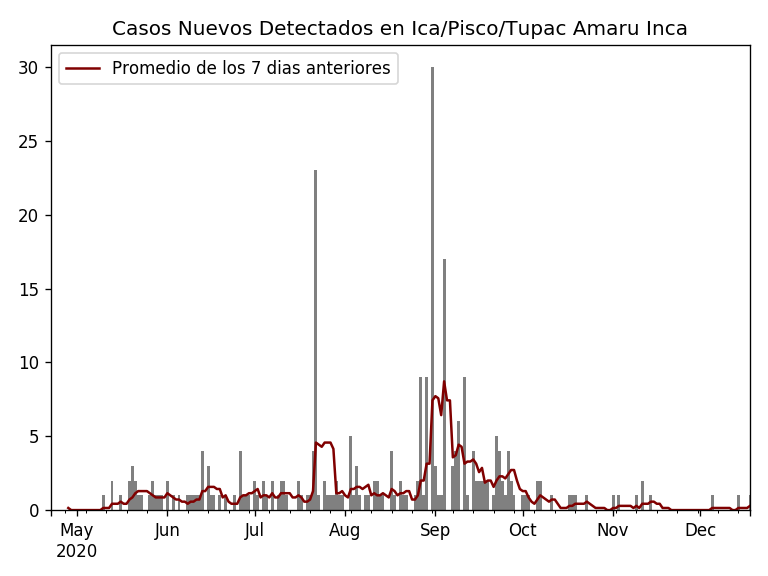 Casos Nuevos Detectados en Ica/Pisco/Tupac Amaru Inca
Promedio de los 7 dias anteriores
30
25
20
15
10
5
0
May Jun Jul Aug Sep Oct Nov Dec
2020